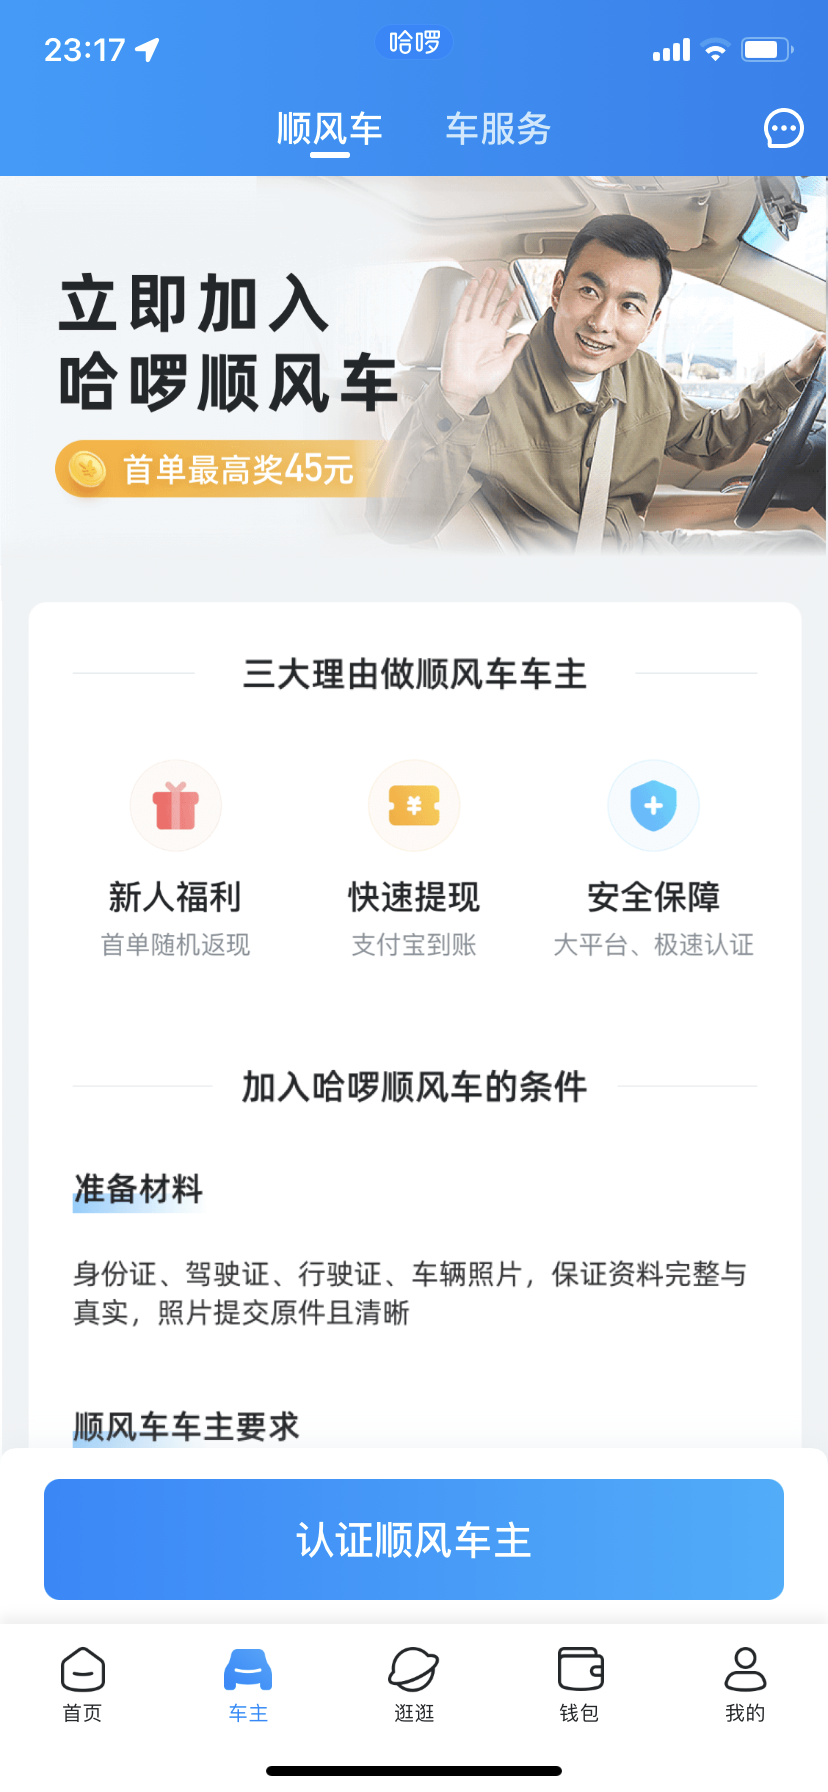 23:17
哈啰
顺风车 车服务
立即加入
哈啰顺风车
首单最高奖45元
三大理由做顺风车车主
新人福利 快速提现 安全保障
首单随机返现 支付宝到账 大平台、极速认证
加入哈啰顺风车的条件
准备材料
身份证、驾驶证、行驶证、车辆照片，保证资料完整与
真实，照片提交原件且清晰
顺风车车主要求
认证顺风车主
首页 车主 逛逛 钱包 我的